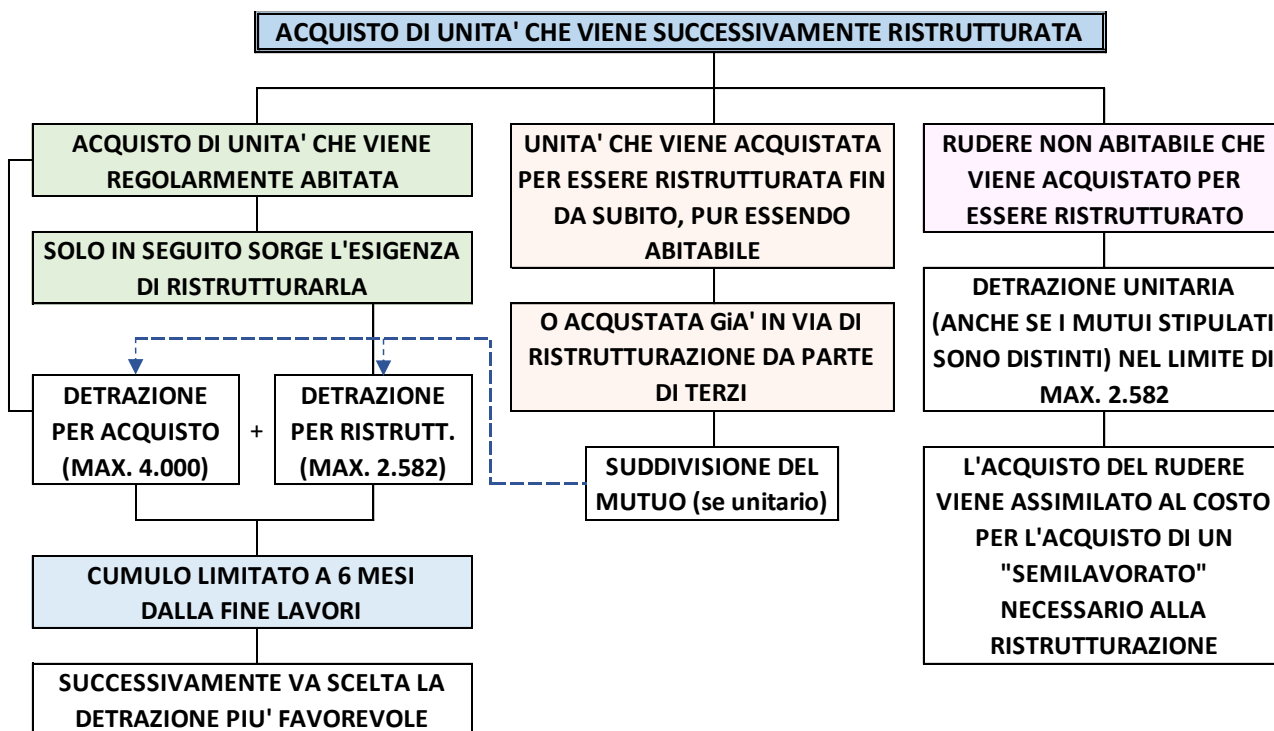 ACQUISTO DI UNITA' CHE VIENE SUCCESSIVAMENTE RISTRUTTURATA
ACQUISTO DI UNITA' CHE VIENE
REGOLARMENTE ABITATA
SOLO IN SEGUITO SORGE L'ESIGENZA
DI RISTRUTTURARLA
DETRAZIONE
PER ACQUISTO
(MAX. 4.000)
+
DETRAZIONE
PER RISTRUTT.
(MAX. 2.582)
CUMULO LIMITATO A 6 MESI
DALLA FINE LAVORI
SUCCESSIVAMENTE VA SCELTA LA
DETRAZIONE PIU' FAVOREVOLE
UNITA' CHE VIENE ACQUISTATA
PER ESSERE RISTRUTTURATA FIN
DA SUBITO, PUR ESSENDO
ABITABILE
O ACQUSTATA GiA' IN VIA DI
RISTRUTTURAZIONE DA PARTE
DI TERZI
SUDDIVISIONE DEL
MUTUO (se unitario)
RUDERE NON ABITABILE CHE
VIENE ACQUISTATO PER
ESSERE RISTRUTTURATO
DETRAZIONE UNITARIA
(ANCHE SE I MUTUI STIPULATI
SONO DISTINTI) NEL LIMITE DI
MAX. 2.582
L'ACQUISTO DEL RUDERE
VIENE ASSIMILATO AL COSTO
PER L'ACQUISTO DI UN
"SEMILAVORATO"
NECESSARIO ALLA
RISTRUTTURAZIONE